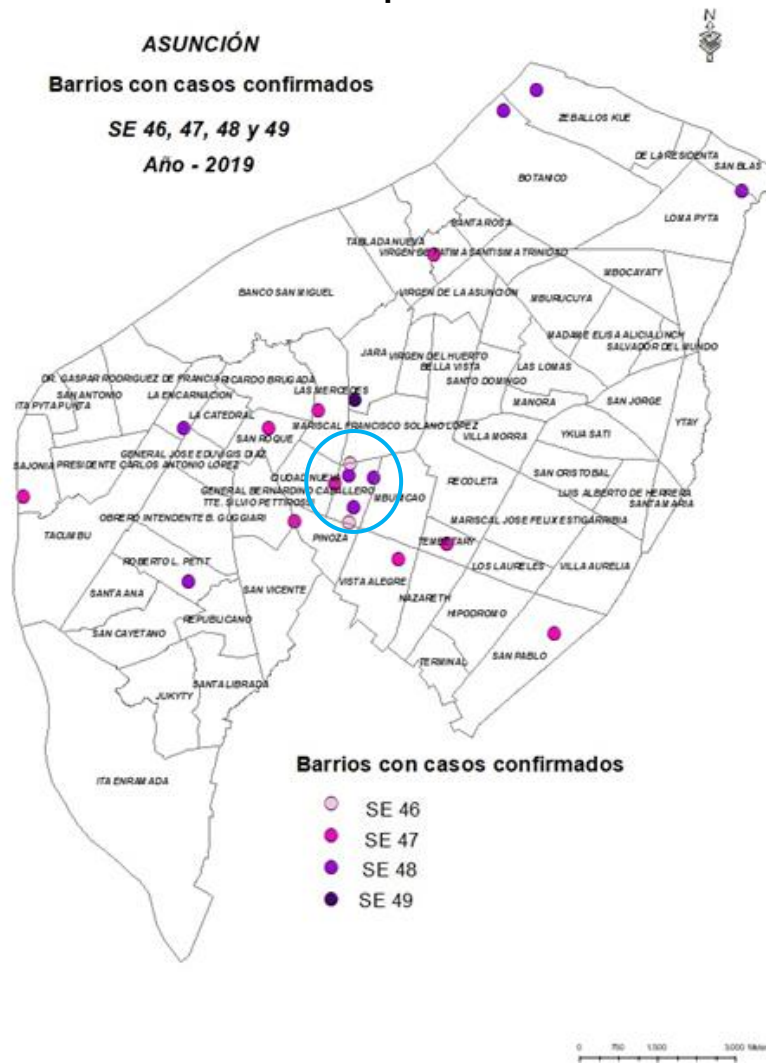 N
ASUNCIÓN
Barrios con casos confirmados
SE 46, 47, 48 y 49
Año - 2019
ZEBALLOS KUE
DE LA RESIDENTA
SAN BLAS
BOTANICO
LOMA PYTA
SANTA ROSA
TABLADA NUEVA
VIRGEN DE FATIMA SANTISIMA TRINIDAD
MBOCAYATY
BANCO SAN MIGUEL
VIRGEN DE LA ASUNCIÓN
MBURUCUYA
MADAME ELISA ALICIA LINCH
SALVADOR DEL MUNDO
JARA
VIRGEN DEL HUERTO
BELLA VISTA
LAS LOMAS
DR. GASPAR RODRIGUEZ DE FRANCIA
RICARDO BRUGADA
SANTO DOMINGO
SAN ANTONIO
LA ENCARNACION
LAS MERCEDES
MANORA
SAN JORGE
ITA PYTA PUNTA
LA CATEDRAL
YTAY
MARISCAL FRANCISCO SOLANO LOPEZ
SAN ROQUE
VILLA MORRA
YKUA SATI
GENERAL JOSE EDUVIGIS DIAZ
SAJONIA
PRESIDENTE CARLOS ANTONIO LOPEZ
CIUDAD NUEVA
RECOLETA
SAN CRISTOBAL
GENERAL BERNARDINO CABALLERO
MBURICAO
LUIS ALBERTO DE HERRERA
TTE. SILVIO PETTIROSSI
SANTA MARIA
OBRERO INTENDENTE B. GUGGIARI
MARISCAL JOSE FELIX ESTIGARRIBIA
TACUMBU
PINOZA
TEMBETARY
ROBERTO L. PETIT
VISTA ALEGRE
LOS LAURELES
VILLA AURELIA
SANTA ANA
SAN VICENTE
NAZARETH
HIPODROMO
REPUBLICANO
SAN CAYETANO
SAN PABLO
TERMINAL
SANTA LIBRADA
JUKYTY
ITA ENRAMADA
Barrios con casos confirmados
SE 46
SE 47
SE 48
SE 49
0 750 1.500 3.000